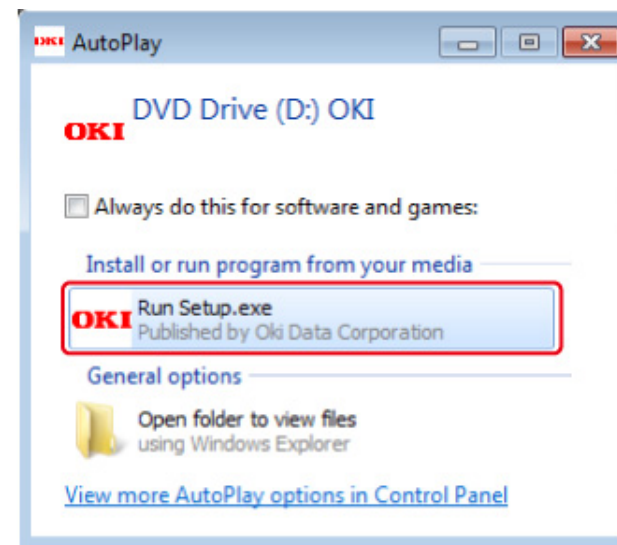 OKI AutoPlay
DVD Drive (D:) OKI
OKI
Always do this for software and games:
Install or run program from your media
OKI Run Setup.exe
Published by Oki Data Corporation
General options
Open folder to view files
using Windows Explorer
View more AutoPlay options in Control Panel